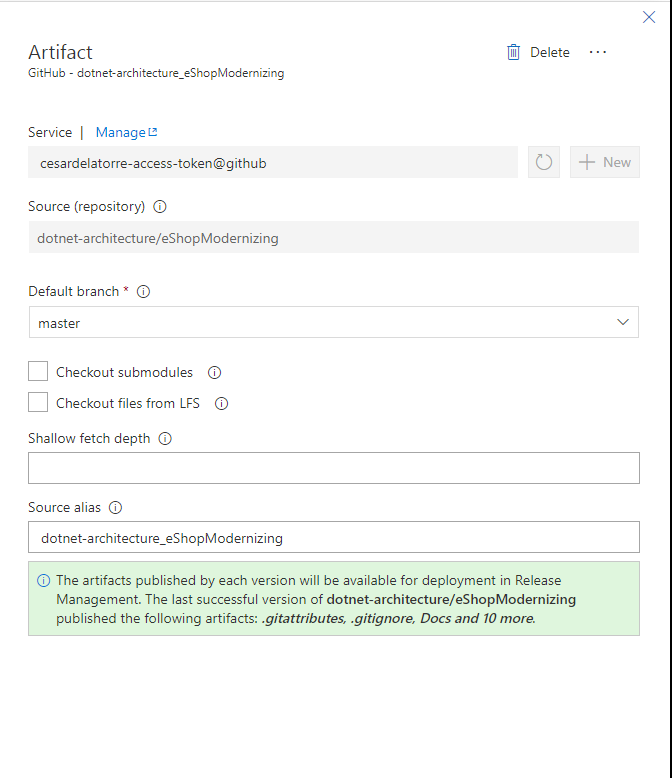 Artifact
Delete ...
GitHub - dotnet-architecture_eShopModernizing
Service | Manage
cesardelatorre-access-token@github
New
Source (repository)
dotnet-architecture/eShopModernizing
Default branch *
master
Checkout submodules
Checkout files from LFS
Shallow fetch depth
Source alias
dotnet-architecture_eShopModernizing
The artifacts published by each version will be available for deployment in Release
Management. The last successful version of dotnet-architecture/eShopModernizing
published the following artifacts: .gitattributes, .gitignore, Docs and 10 more.